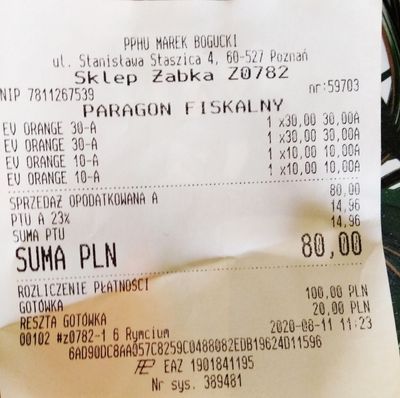 PPHU MAREK BOGUCKI
ul. Stanisława Staszica 4, 60-527 Poznań
Sklep Żabka Z0782
NIP 7811267539 nr:59703
PARAGON FISKALNY
EV ORANGE 30-A 1 x30,00 30,00A
EV ORANGE 30-A 1 x30,00 30,00A
EV ORANGE 10-A 1 x10,00 10,00A
EV ORANGE 10-A 1 x10,00 10,00A
SPRZEDAŻ OPODATKOWANA A 80,00
PTU A 23% 14,96
SUMA PTU 14,96
SUMA PLN 80,00
ROZLICZENIE PŁATNOŚCI
GOTÓWKA 100,00 PLN
RESZTA GOTÓWKA 20,00 PLN
00102 #z0782-1 6 Rymcium 2020-08-11 11:23
6AD90DC8AA057C8259C0488082EDB19624D11596
EAZ 1901841195
Nr sys. 389481